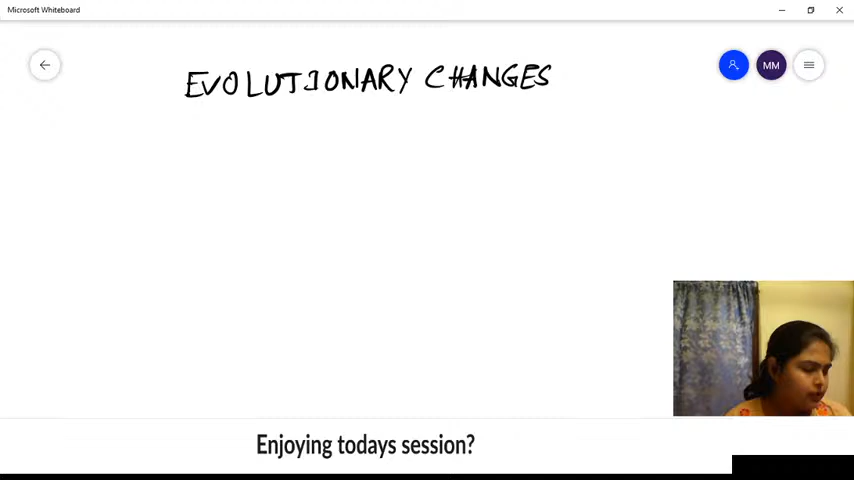 Microsoft Whiteboard
EVOLUTIONARY CHANGES
MM
Enjoying todays session?